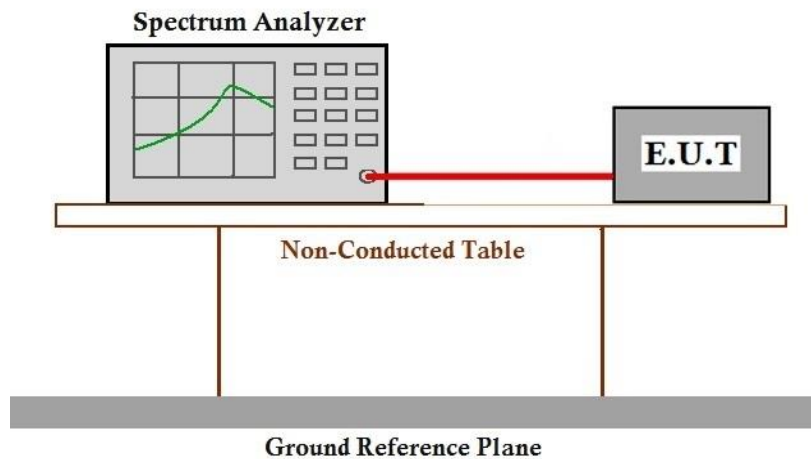 Spectrum Analyzer
E.U.T
Non-Conducted Table
Ground Reference Plane